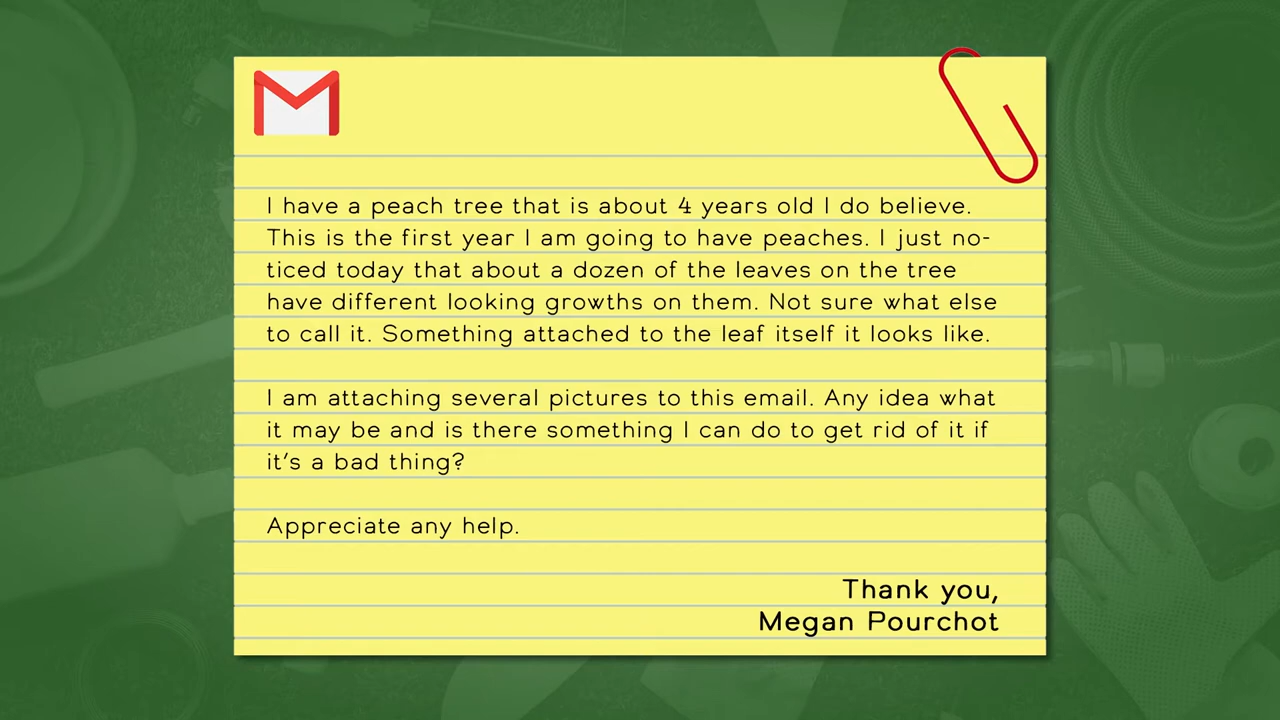 I have a peach tree that is about 4 years old I do believe.
This is the first year I am going to have peaches. I just no-
ticed today that about a dozen of the leaves on the tree
have different looking growths on them. Not sure what else
to call it. Something attached to the leaf itself it looks like.
I am attaching several pictures to this email. Any idea what
it may be and is there something I can do to get rid of it if
it's a bad thing?
Appreciate any help.
Thank you,
Megan Pourchot